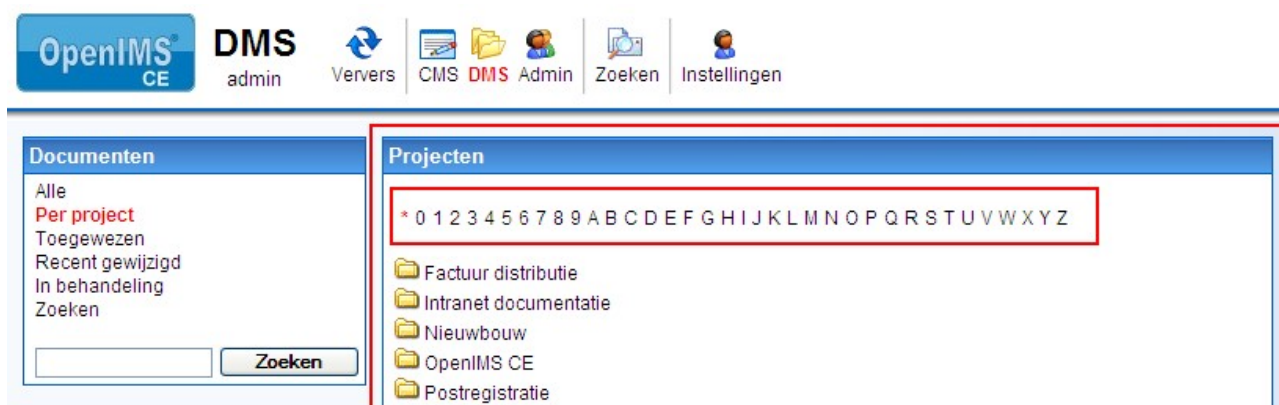 OpenIMS® CE
DMS
admin
Ververs
CMS DMS Admin
Zoeken
Instellingen
Documenten
Alle
Per project
Toegewezen
Recent gewijzigd
In behandeling
Zoeken
Zoeken
Projecten
* 0 1 2 3 4 5 6 7 8 9 A B C D E F G H I J K L M N O P Q R S T U V W X Y Z
Factuur distributie
Intranet documentatie
Nieuwbouw
OpenIMS CE
Postregistratie